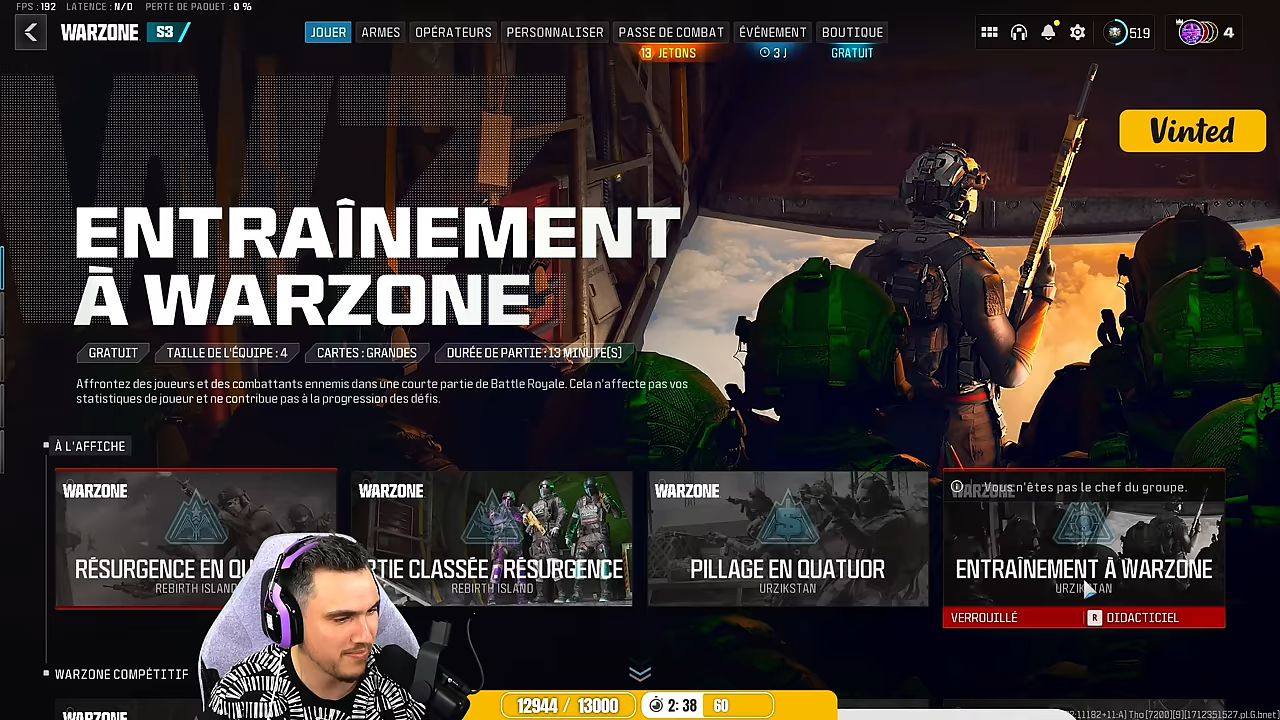 FPS : 192 LATENCE : N/D PERTE DE PAQUET : 0 %
WARZONE S3
JOUER ARMES OPÉRATEURS PERSONNALISER PASSE DE COMBAT ÉVÉNEMENT BOUTIQUE
13 JETONS 3 J GRATUIT
519 4
Vinted
ENTRAÎNEMENT
À WARZONE
GRATUIT TAILLE DE L'ÉQUIPE : 4 CARTES : GRANDES DURÉE DE PARTIE : 13 MINUTE[S]
Affrontez des joueurs et des combattants ennemis dans une courte partie de Battle Royale. Cela n'affecte pas vos
statistiques de joueur et ne contribue pas à la progression des défis.
À L'AFFICHE
WARZONE
RÉSURGENCE EN QU
REBIRTH ISLAND
WARZONE
RTIE CLASSÉE : RÉSURGENCE
REBIRTH ISLAND
WARZONE
PILLAGE EN QUATUOR
URZIKSTAN
WARZONE
Vous n'êtes pas le chef du groupe.
ENTRAÎNEMENT À WARZONE
URZIKSTAN
VERROUILLÉ R DIDACTICIEL
WARZONE COMPÉTITIF
WARZONE
12944 / 13000 2:38 60